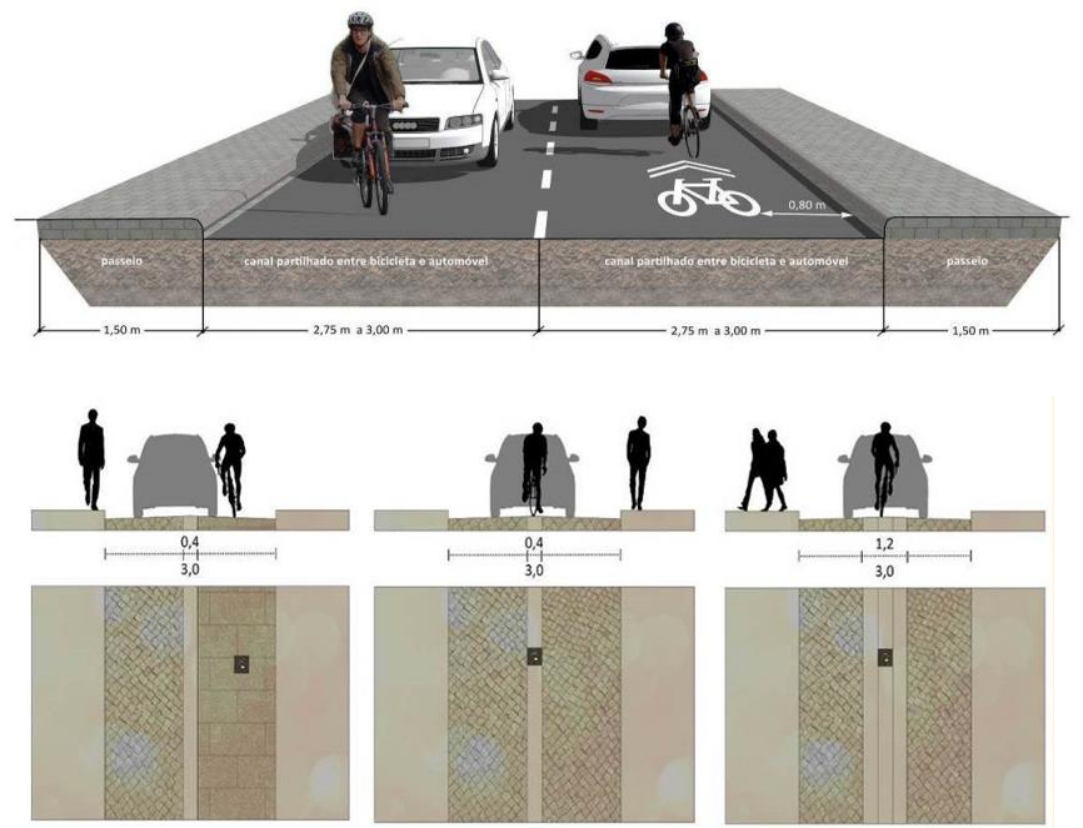 0,80 m
passeio
canal partilhado entre bicicleta e automóvel
canal partilhado entre bicicleta e automóvel
passeio
1,50 m
2,75 m a 3,00 m
2,75 m a 3,00 m
1,50 m
0,4
0,4
1,2
3,0
3,0
3,0